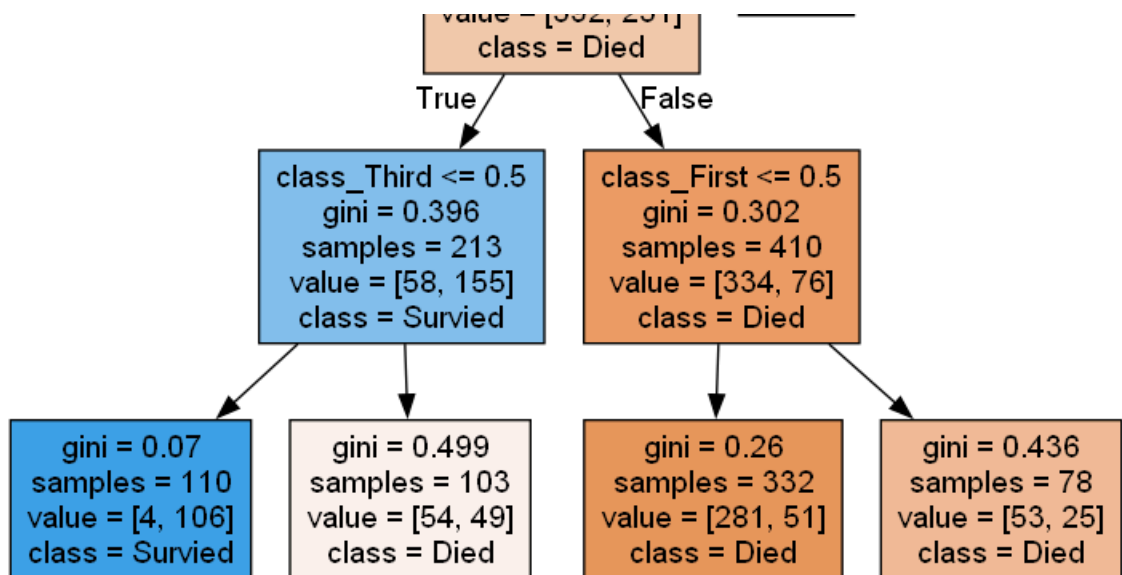 value = [392, 231]
class = Died
True
False
class_Third <= 0.5
gini = 0.396
samples = 213
value = [58, 155]
class = Survied
class_First <= 0.5
gini = 0.302
samples = 410
value = [334, 76]
class = Died
gini = 0.07
samples = 110
value = [4, 106]
class = Survied
gini = 0.499
samples = 103
value = [54, 49]
class = Died
gini = 0.26
samples = 332
value = [281, 51]
class = Died
gini = 0.436
samples = 78
value = [53, 25]
class = Died